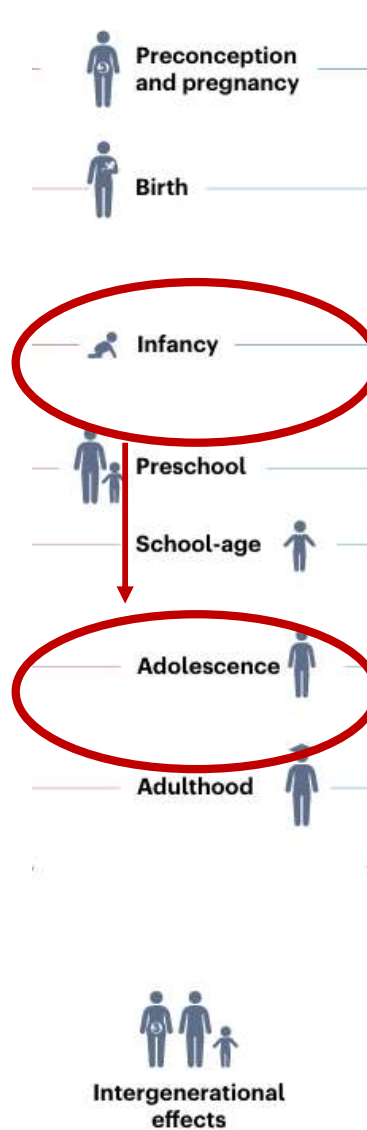 Preconception
and pregnancy
Birth
Infancy
Preschool
School-age
Adolescence
Adulthood
Intergenerational
effects